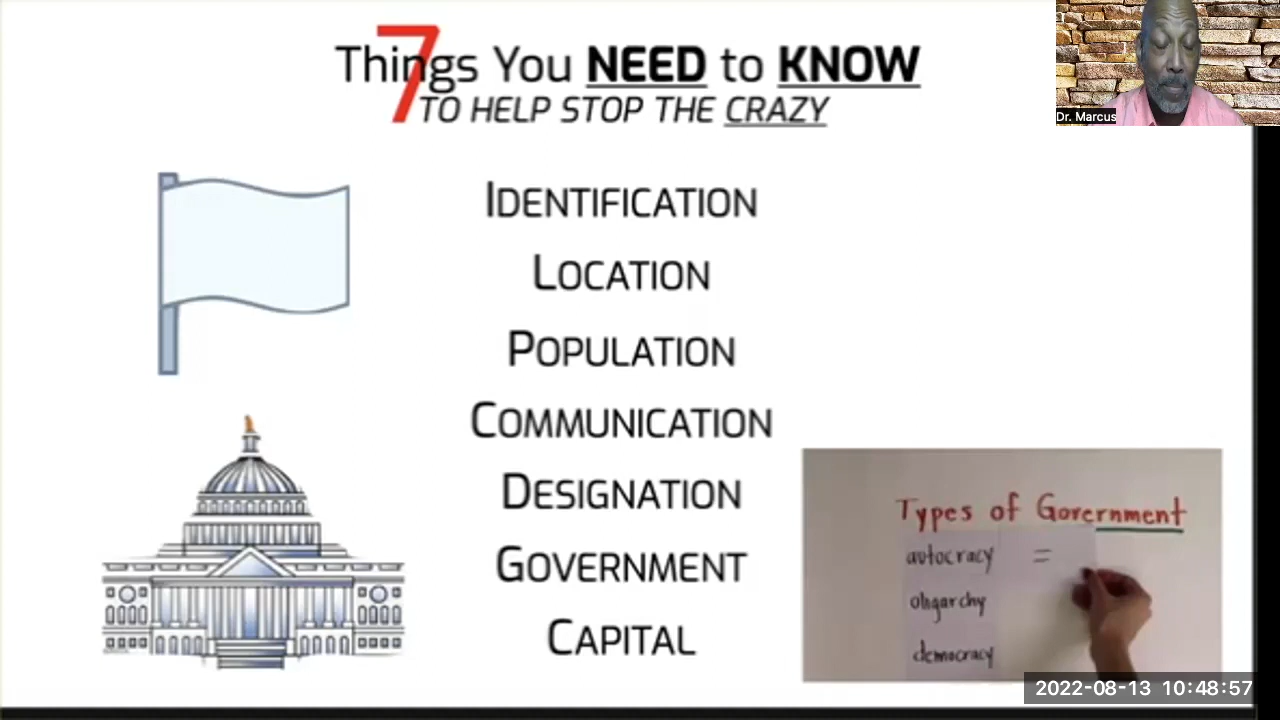 7
Things You NEED to KNOW
TO HELP STOP THE CRAZY
Dr. Marcus
IDENTIFICATION
LOCATION
POPULATION
COMMUNICATION
DESIGNATION
GOVERNMENT
CAPITAL
Types of Government
autocracy =
oligarchy
democracy
2022-08-13 10:48:57